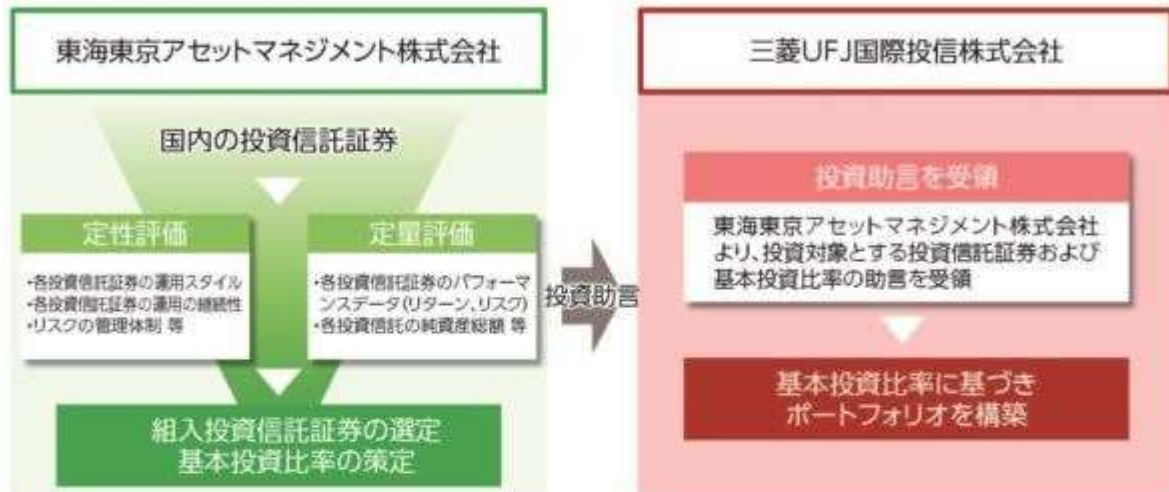 東海東京アセットマネジメント株式会社
国内の投資信託証券
定性評価
・各投資信託証券の運用スタイル
・各投資信託証券の運用の継続性
・リスクの管理体制 等
定量評価
・各投資信託証券のパフォーマ
ンスデータ(リターン、リスク)
・各投資信託の純資産総額 等
組入投資信託証券の選定
基本投資比率の策定
投資助言
三菱UFJ国際投信株式会社
投資助言を受領
東海東京アセットマネジメント株式会社
より、投資対象とする投資信託証券および
基本投資比率の助言を受領
基本投資比率に基づき
ポートフォリオを構築